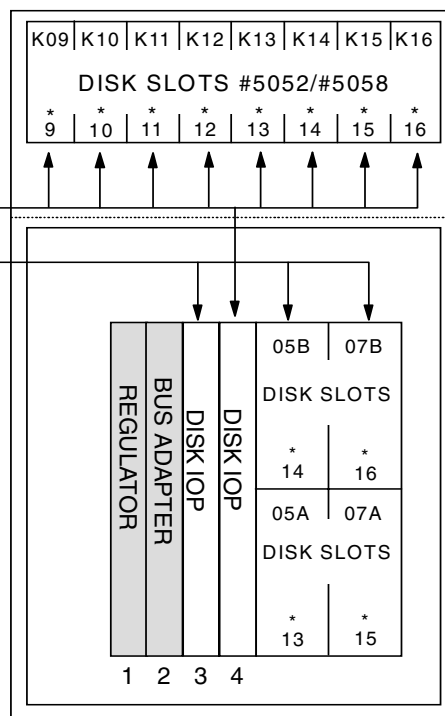 K09 K10 K11 K12 K13 K14 K15 K16
DISK SLOTS #5052/#5058
* * * * * * * *
9 10 11 12 13 14 15 16
05B 07B
DISK SLOTS
* *
14 16
05A 07A
DISK SLOTS
* *
13 15
REGULATOR
BUS ADAPTER
DISK IOP
DISK IOP
1 2 3 4